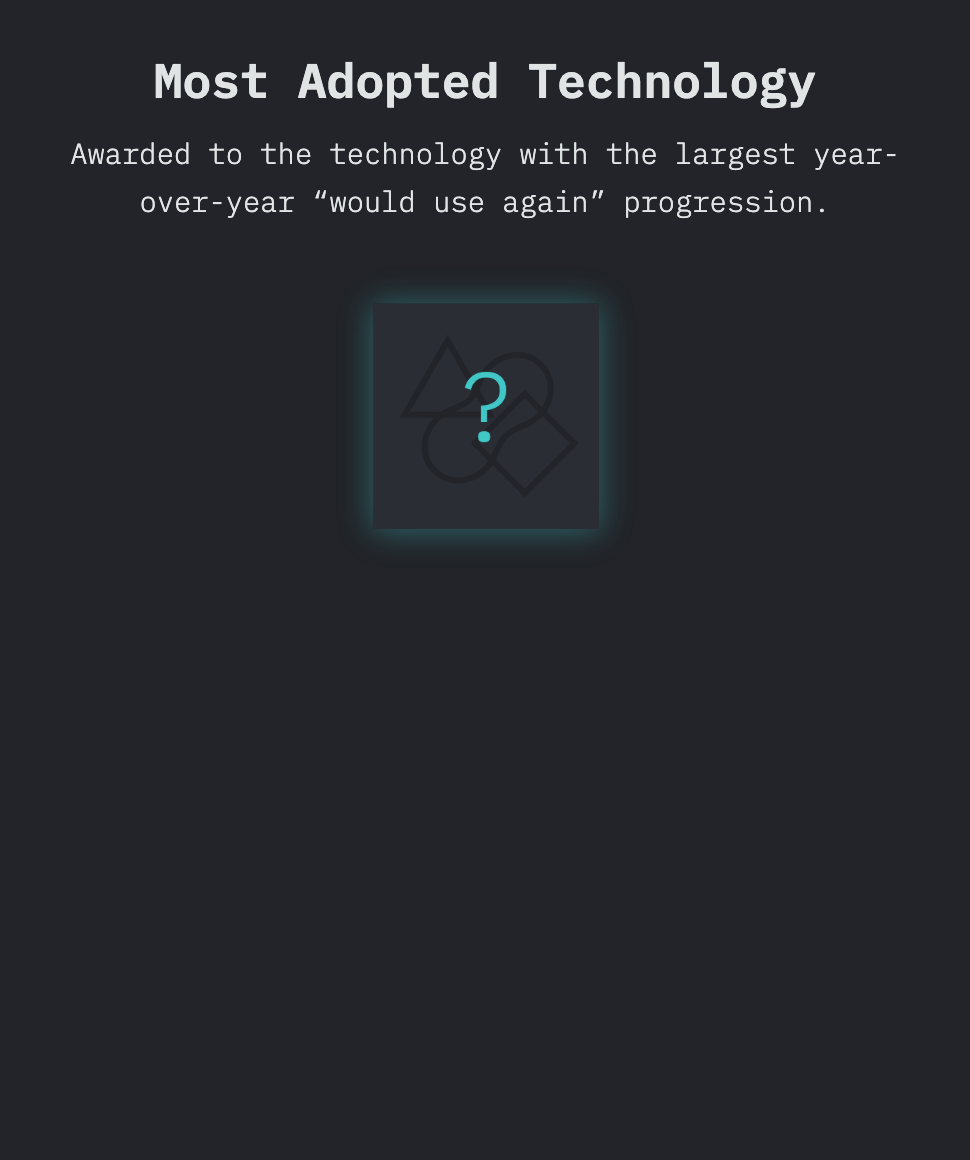 Most Adopted Technology
Awarded to the technology with the largest year-
over-year “would use again” progression.
?